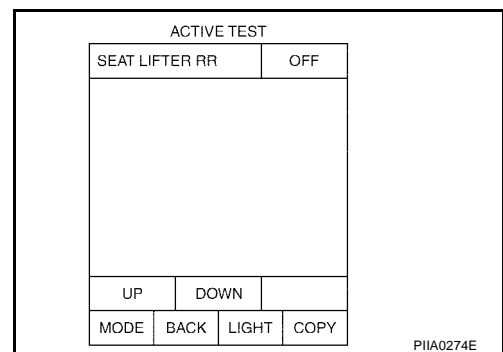 ACTIVE TEST
SEAT LIFTER RR OFF
UP DOWN
MODE BACK LIGHT COPY
PIIA0274E